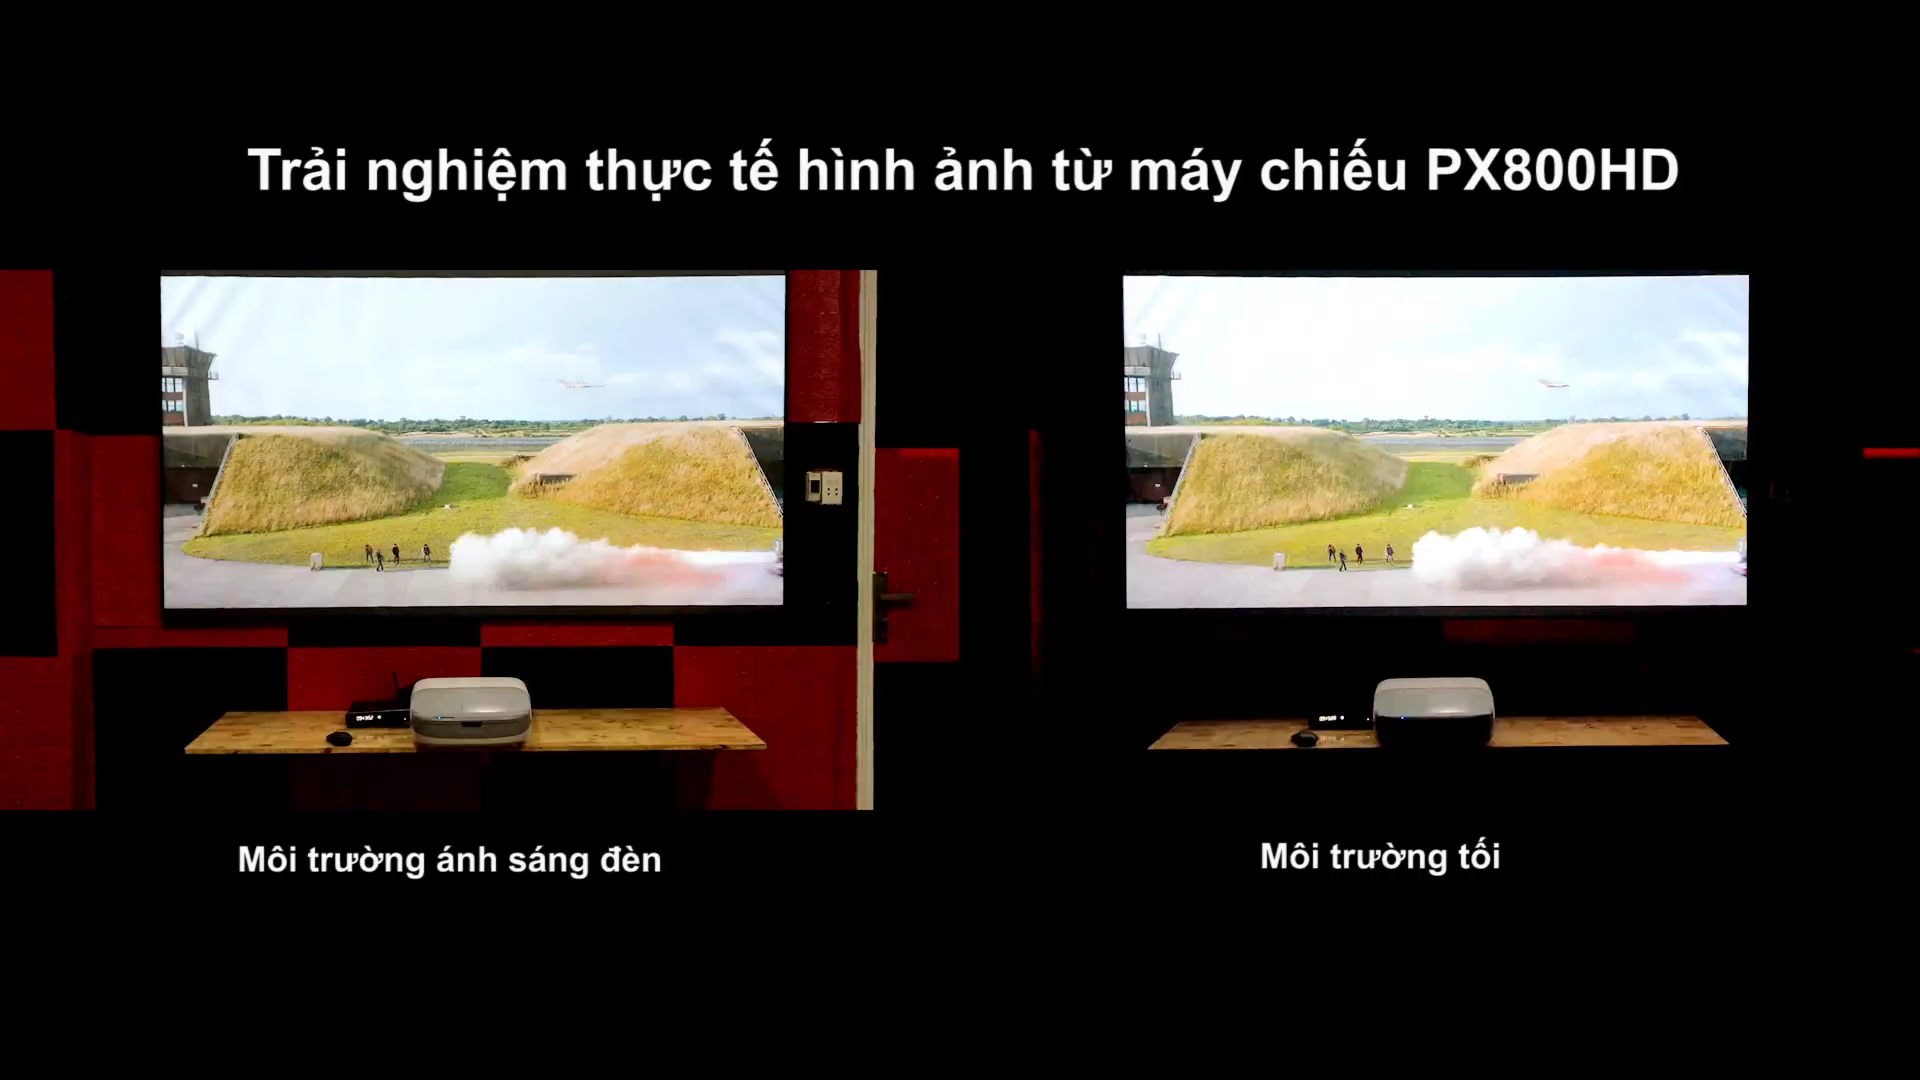 Trải nghiệm thực tế hình ảnh từ máy chiếu PX800HD
Môi trường ánh sáng đèn
Môi trường tối